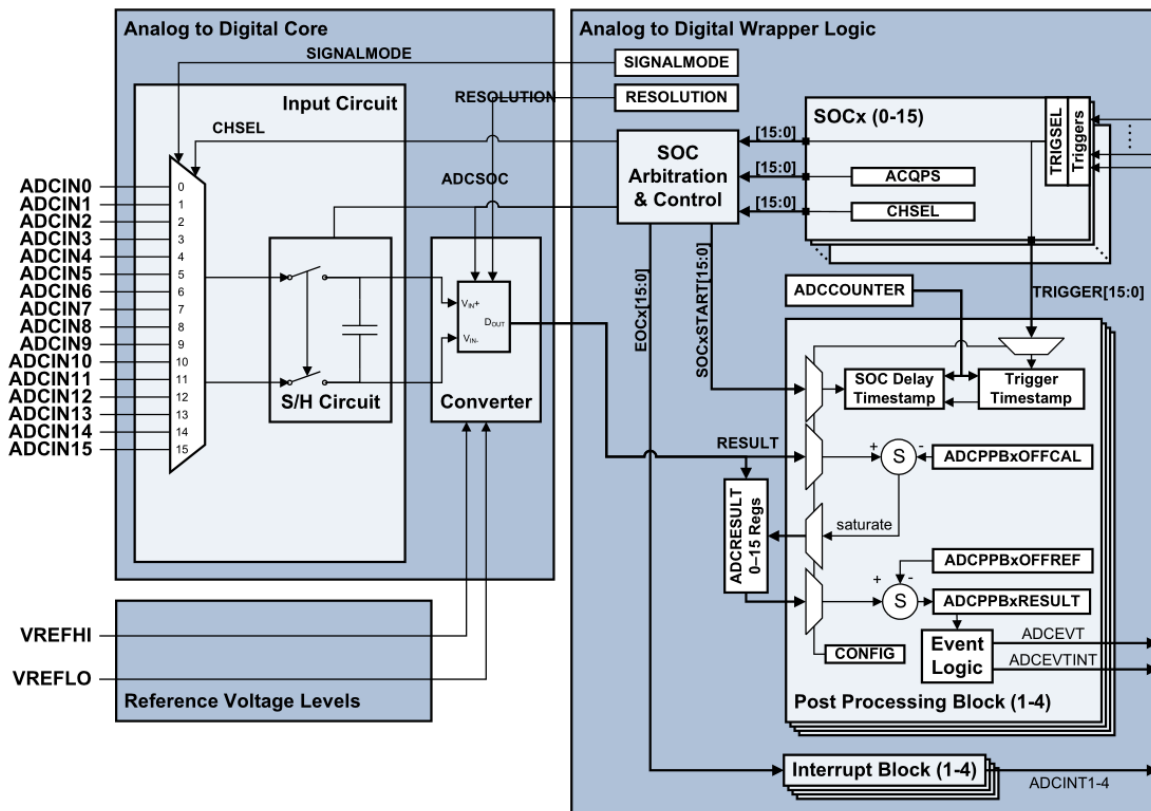 Analog to Digital Core
Analog to Digital Wrapper Logic
SIGNALMODE
SIGNALMODE
Input Circuit
RESOLUTION
RESOLUTION
SOCx (0-15)
TRIGSEL
Triggers
CHSEL
SOC
Arbitration
& Control
[15:0]
[15:0]
[15:0]
ACQPS
CHSEL
ADCSOC
ADCIN0
ADCIN1
ADCIN2
ADCIN3
ADCIN4
ADCIN5
ADCIN6
ADCIN7
ADCIN8
ADCIN9
ADCIN10
ADCIN11
ADCIN12
ADCIN13
ADCIN14
ADCIN15
0
1
2
3
4
5
6
7
8
9
10
11
12
13
14
15
S/H Circuit
VIN+
DOUT
VIN-
Converter
EOCx[15:0]
SOCxSTART[15:0]
ADCCOUNTER
TRIGGER[15:0]
SOC Delay
Timestamp
Trigger
Timestamp
RESULT
+
-
S
ADCPPBxOFFCAL
saturate
ADCRESULT
0–15 Regs
ADCPPBxOFFREF
+
-
S
ADCPPBxRESULT
CONFIG
Event
Logic
ADCEVT
ADCEVTINT
Post Processing Block (1-4)
VREFHI
VREFLO
Reference Voltage Levels
Interrupt Block (1-4)
ADCINT1-4